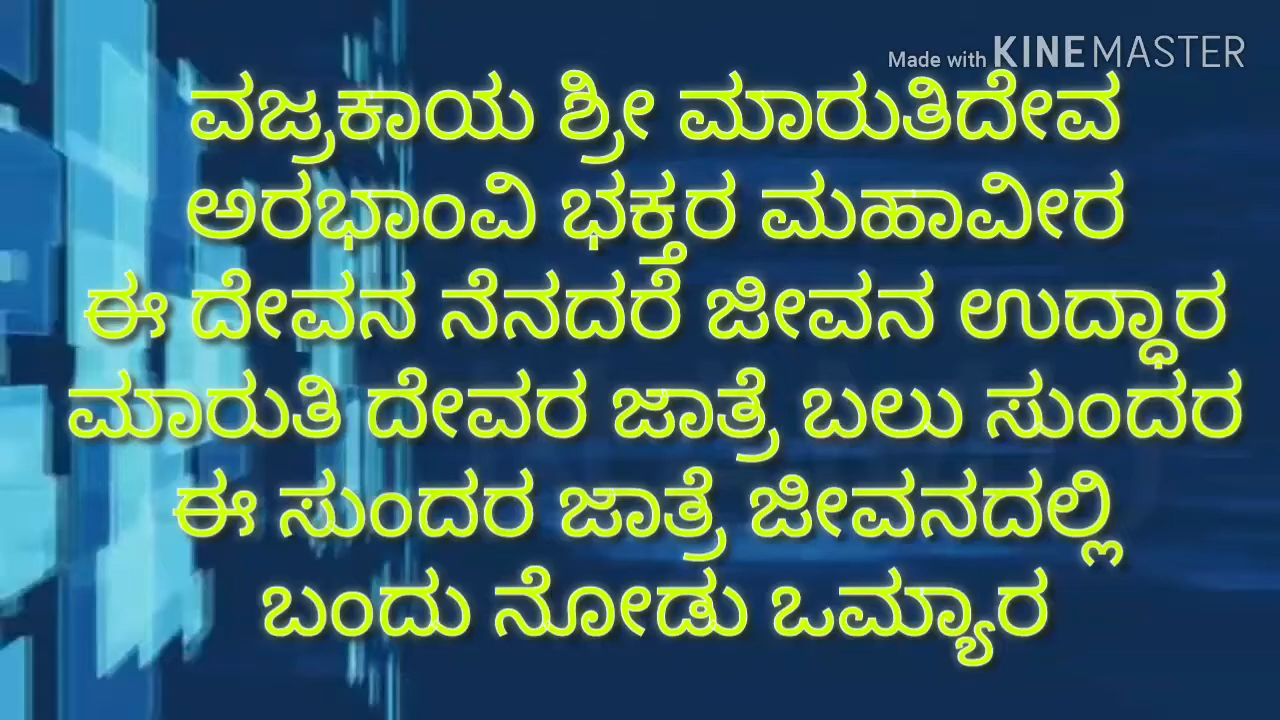 Made with KINEMASTER
ವಜ್ರಕಾಯ ಶ್ರೀ ಮಾರುತಿದೇವ
ಅರಭಾಂವಿ ಭಕ್ತರ ಮಹಾವೀರ
ಈ ದೇವನ ನೆನದರೆ ಜೀವನ ಉದ್ಧಾರ
ಮಾರುತಿ ದೇವರ ಜಾತ್ರೆ ಬಲು ಸುಂದರ
ಈ ಸುಂದರ ಜಾತ್ರೆ ಜೀವನದಲ್ಲಿ
ಬಂದು ನೋಡು ಒಮ್ಯಾರ